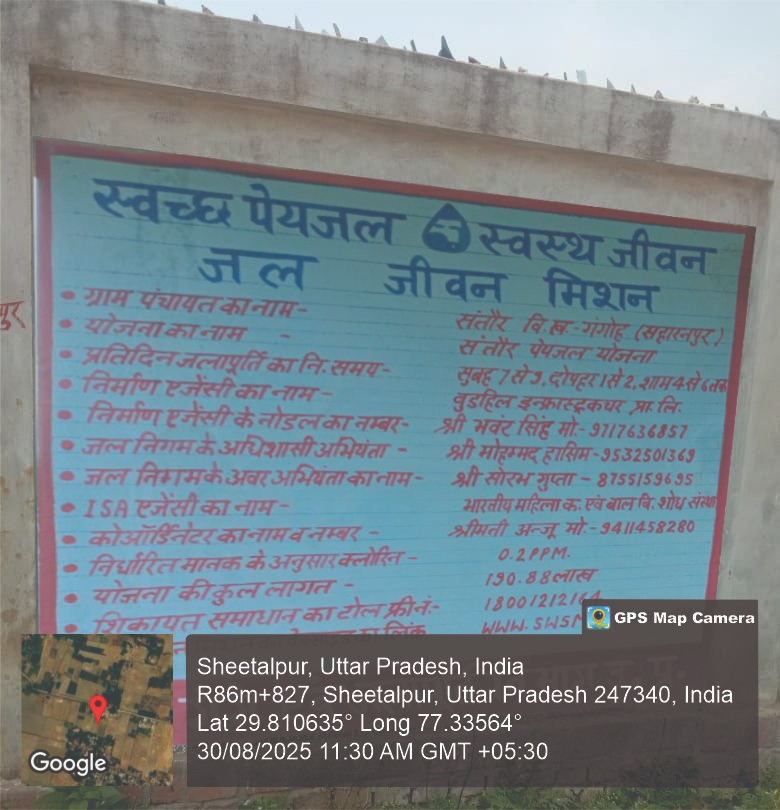 स्वच्छ पेयजल स्वस्थ जीवन
जल जीवन मिशन
पुर
• ग्राम पंचायत का नाम- संतौर वि.ख.-गंगोह (सहारनपुर)
• योजना का नाम - संतौर पेयजल योजना
• प्रतिदिन जलापूर्ति का नि. समय- सुबह 7 से 9, दोपहर 1 से 2, शाम 4 से 6 तक
• निर्माण एजेंसी का नाम- वुडहिल इन्फ्रास्ट्रक्चर प्रा. लि.
• निर्माण एजेंसी के नोडल का नम्बर- श्री भवंर सिंह मो.-9717636857
• जल निगम के अधिशासी अभियंता - श्री मोहम्मद हासिम-9532501369
• जल निगम के अवर अभियंता का नाम- श्री सोरभ गुप्ता - 8755159695
• ISA एजेंसी का नाम- भारतीय महिला क. एवं बाल वि. शोध संस्था
• कोऑर्डिनेटर का नाम व नम्बर- श्रीमती अन्जू मो.-9411458280
• निर्धारित मानक के अनुसार क्लोरिन- 0.2 PPM.
• योजना की कुल लागत - 190.88 लाख
• शिकायत समाधान का टोल फ्री नं.- 18001212164
लिंक WWW.SWSM
GPS Map Camera
Sheetalpur, Uttar Pradesh, India
R86m+827, Sheetalpur, Uttar Pradesh 247340, India
Lat 29.810635° Long 77.33564°
30/08/2025 11:30 AM GMT +05:30
Google